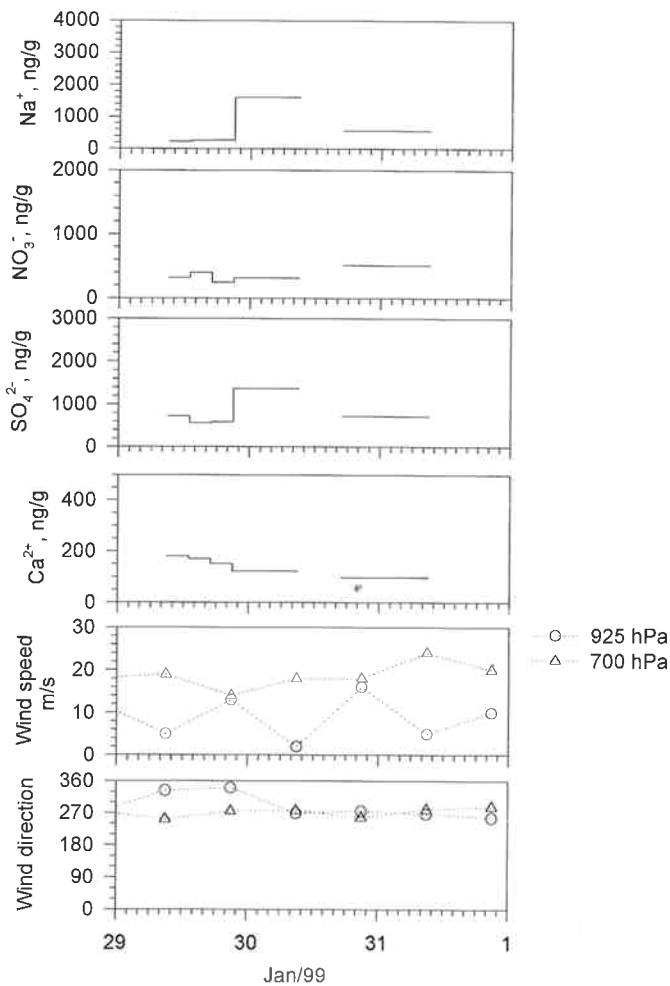 4000
3000
2000
1000
0
Na⁺, ng/g
2000
1000
0
NO₃⁻, ng/g
3000
2000
1000
0
SO₄²⁻, ng/g
400
200
0
Ca²⁺, ng/g
30
20
10
0
Wind speed
m/s
925 hPa
700 hPa
360
270
180
90
0
Wind direction
29
30
31
1
Jan/99